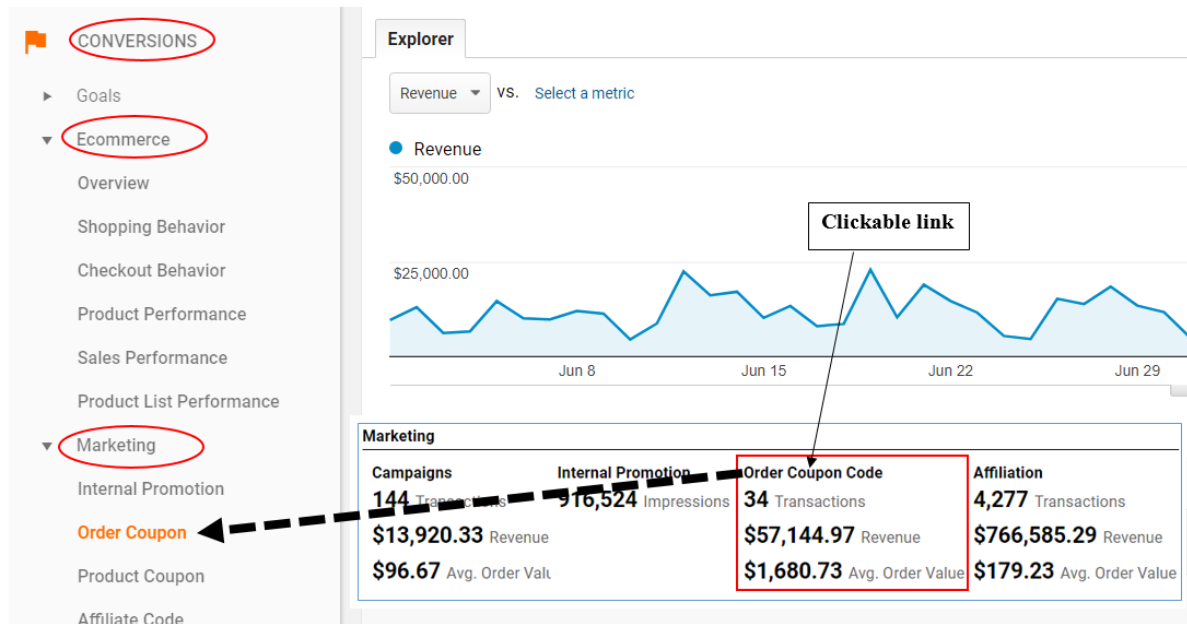 CONVERSIONS
Goals
Ecommerce
Overview
Shopping Behavior
Checkout Behavior
Product Performance
Sales Performance
Product List Performance
Marketing
Internal Promotion
Order Coupon
Product Coupon
Affiliate Code
Explorer
Revenue VS. Select a metric
Revenue
$50,000.00
Clickable link
$25,000.00
Jun 8 Jun 15 Jun 22 Jun 29
Marketing
Campaigns Internal Promotion Order Coupon Code Affiliation
144 Transactions 916,524 Impressions 34 Transactions 4,277 Transactions
$13,920.33 Revenue $57,144.97 Revenue $766,585.29 Revenue
$96.67 Avg. Order Valu $1,680.73 Avg. Order Value $179.23 Avg. Order Value